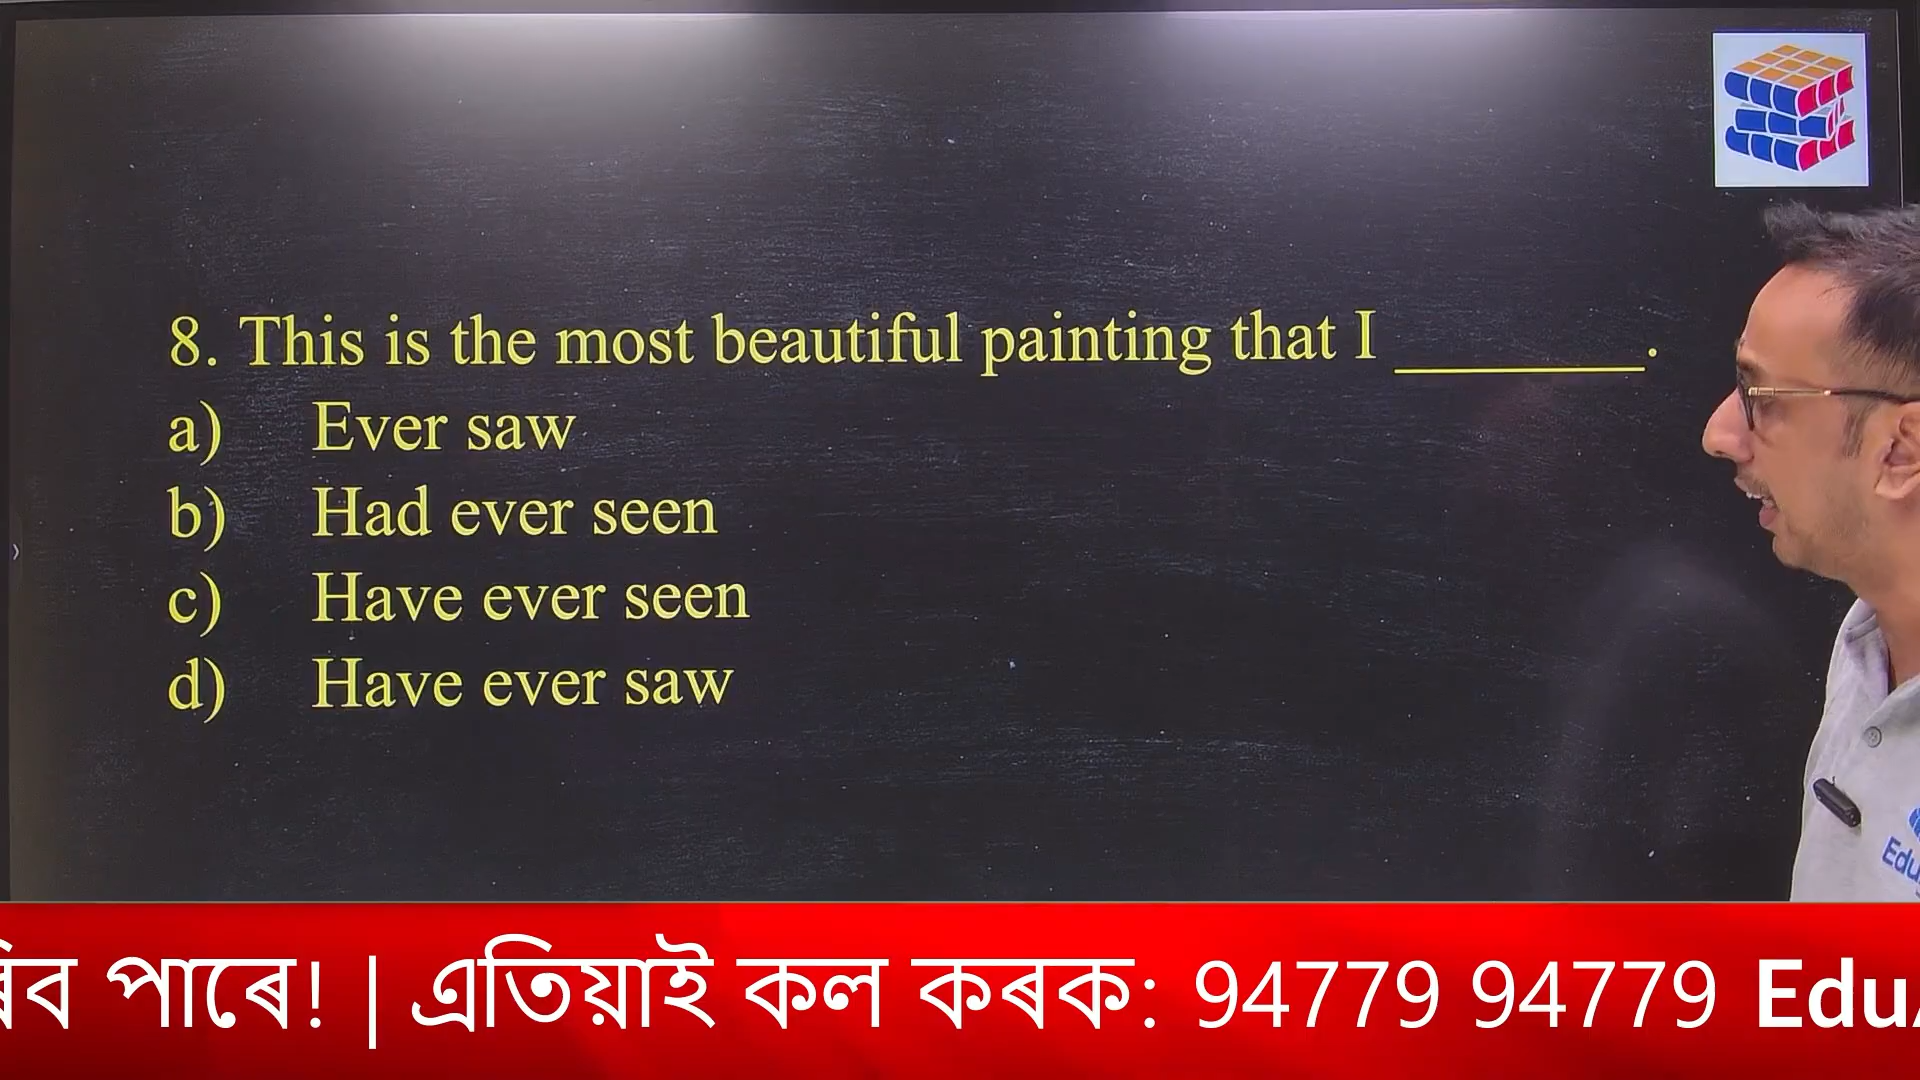 8. This is the most beautiful painting that I ________.
a) Ever saw
b) Had ever seen
c) Have ever seen
d) Have ever saw
পাৰে! | এতিয়াই কল কৰক: 94779 94779